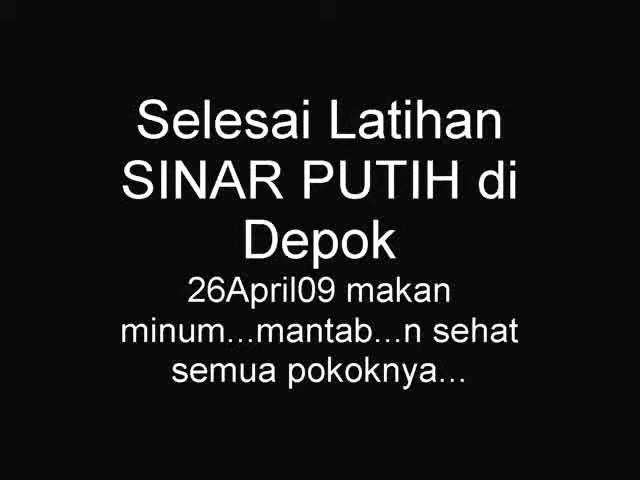 Selesai Latihan
SINAR PUTIH di
Depok
26April09 makan
minum...mantab...n sehat
semua pokoknya...